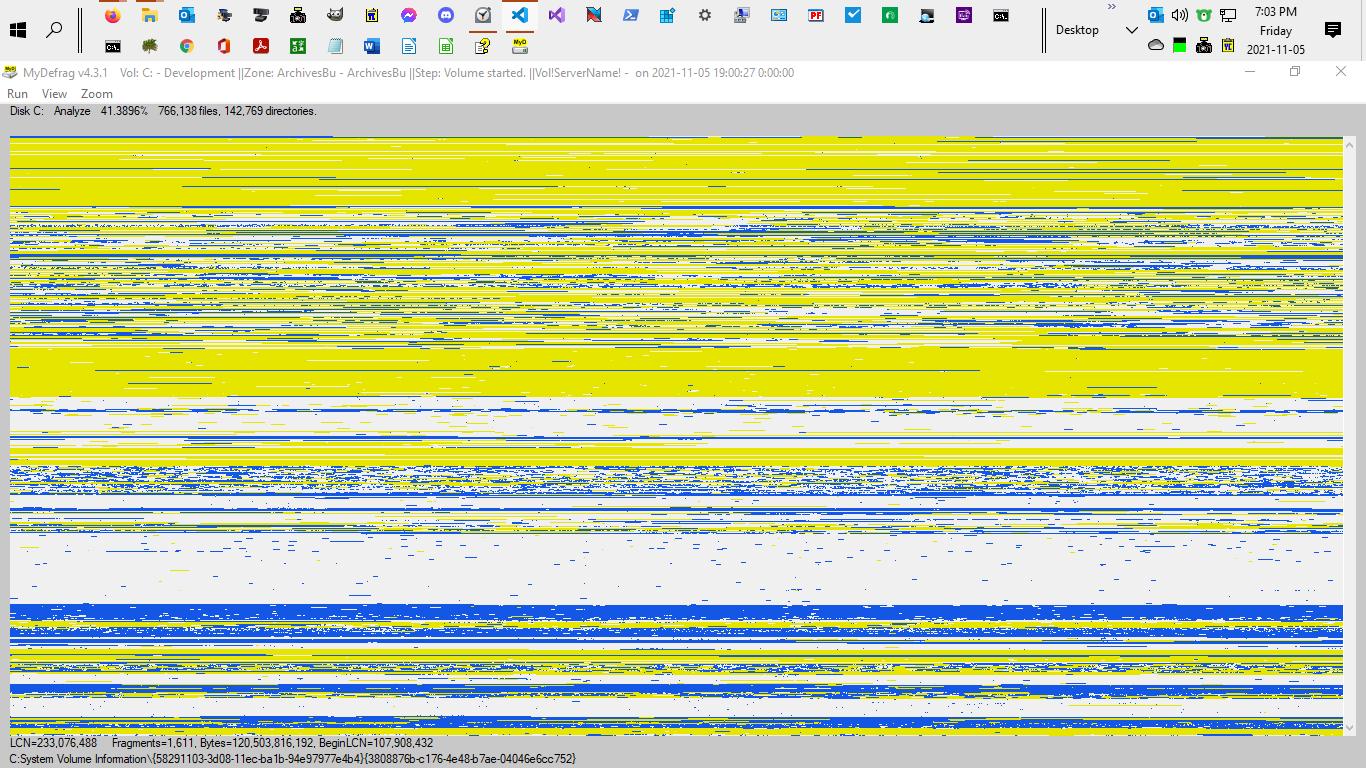 7:03 PM
Desktop
Friday
2021-11-05
MyDefrag v4.3.1 Vol: C: - Development ||Zone: ArchivesBu - ArchivesBu ||Step: Volume started. ||Vol!ServerName! - on 2021-11-05 19:00:27 0:00:00
Run View Zoom
Disk C: Analyze 41.3896% 766,138 files, 142,769 directories.
LCN=233,076,488 Fragments=1,611, Bytes=120,503,816,192, BeginLCN=107,908,432
C:System Volume Information\{58291103-3d08-11ec-ba1b-94e97977e4b4}{3808876b-c176-4e48-b7ae-04046e6cc752}